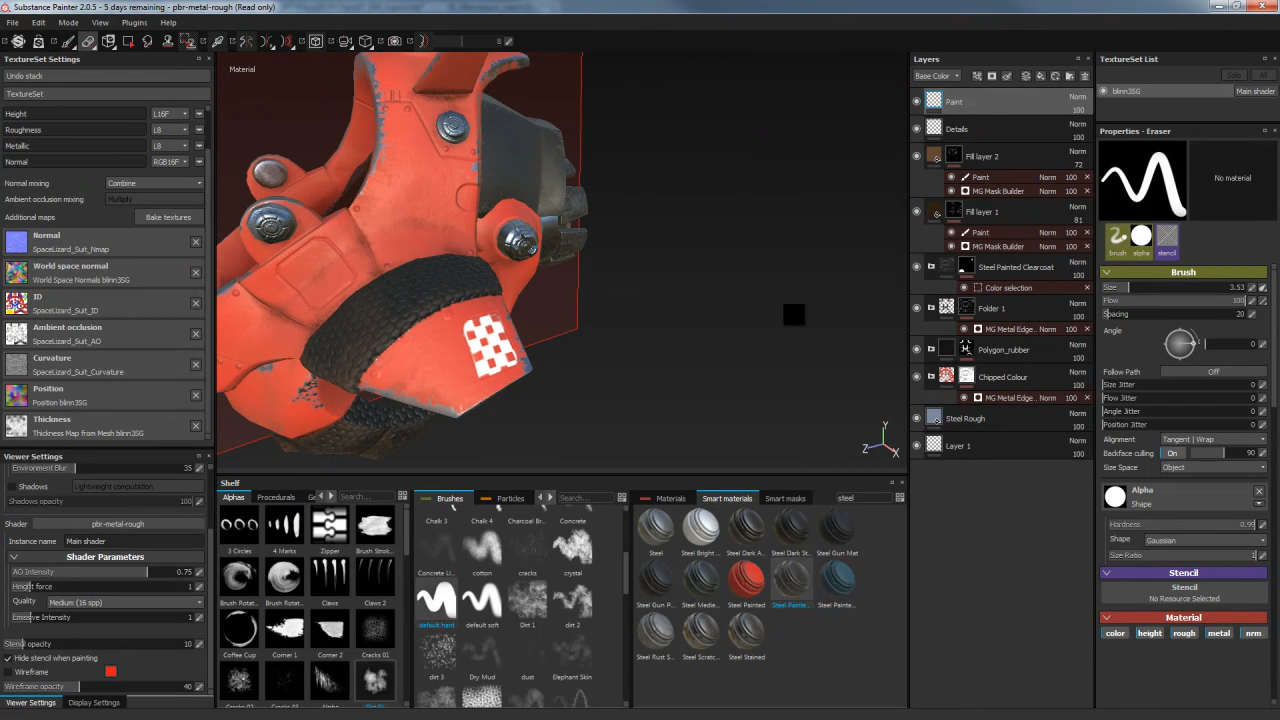 Substance Painter 2.0.5 - 5 days remaining - pbr-metal-rough (Read only)
File Edit Mode View Plugins Help
8
TextureSet Settings
Undo stack
TextureSet
Height L16F
Roughness L8
Metallic L8
Normal RGB16F
Normal mixing Combine
Ambient occlusion mixing Multiply
Additional maps Bake textures
Normal
SpaceLizard_Suit_Nmap
World space normal
World Space Normals blinn3SG
ID
SpaceLizard_Suit_ID
Ambient occlusion
SpaceLizard_Suit_AO
Curvature
SpaceLizard_Suit_Curvature
Position
Position blinn3SG
Thickness
Thickness Map from Mesh blinn3SG
Viewer Settings
Environment Blur 35
Shadows Lightweight computation
Shadows opacity 100
Shader pbr-metal-rough
Instance name Main shader
Shader Parameters
AO Intensity 0.75
Height force 1
Quality Medium (16 spp)
Emissive Intensity 1
Stencil opacity 10
Hide stencil when painting
Wireframe
Wireframe opacity 40
Viewer Settings Display Settings
Material
Y
Z X
Shelf
Alphas Procedurals Search...
3 Circles 4 Marks Zipper Brush Strok...
Brush Rotat... Brush Rotat... Claws Claws 2
Coffee Cup Corner 1 Corner 2 Cracks 01
Brushes Particles Search...
Chalk 3 Chalk 4 Charcoal Br... Concrete
Concrete Li... cotton cracks crystal
default hard default soft Dirt 1 dirt 2
dirt 3 Dry Mud dust Elephant Skin
Materials Smart materials Smart masks steel
Steel Steel Bright ... Steel Dark A... Steel Dark St... Steel Gun Mat
Steel Gun P... Steel Medie... Steel Painted Steel Painte... Steel Painte...
Steel Rust S... Steel Scratc... Steel Stained
Layers
Base Color
Paint Norm 100
Details Norm 100
Fill layer 2 Norm 72
Paint Norm 100
MG Mask Builder Norm 100
Fill layer 1 Norm 81
Paint Norm 100
MG Mask Builder Norm 100
Steel Painted Clearcoat Norm 100
Color selection
Folder 1 Norm 100
MG Metal Edge... Norm 100
Polygon_rubber Norm 100
Chipped Colour Norm 100
MG Metal Edge... Norm 100
Steel Rough Norm 100
Layer 1 Norm 100
TextureSet List
Solo All
blinn3SG Main shader
Properties - Eraser
No material
brush alpha stencil
Brush
Size 3.53
Flow 100
Spacing 20
Angle 0
Follow Path Off
Size Jitter 0
Flow Jitter 0
Angle Jitter 0
Position Jitter 0
Alignment Tangent | Wrap
Backface culling On 90
Size Space Object
Alpha
Shape
Hardness 0.99
Shape Gaussian
Size Ratio 1
Stencil
Stencil
No Resource Selected
Material
color height rough metal nrm